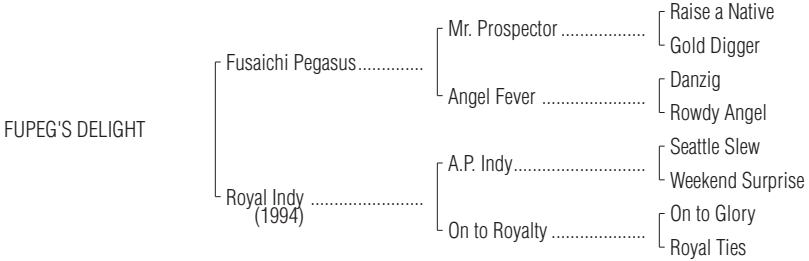 Raise a Native
Mr. Prospector ...................
Gold Digger
Fusaichi Pegasus..............
Danzig
Angel Fever .......................
Rowdy Angel
FUPEG'S DELIGHT
Seattle Slew
A.P. Indy.............................
Weekend Surprise
Royal Indy ........................
(1994)
On to Glory
On to Royalty .....................
Royal Ties